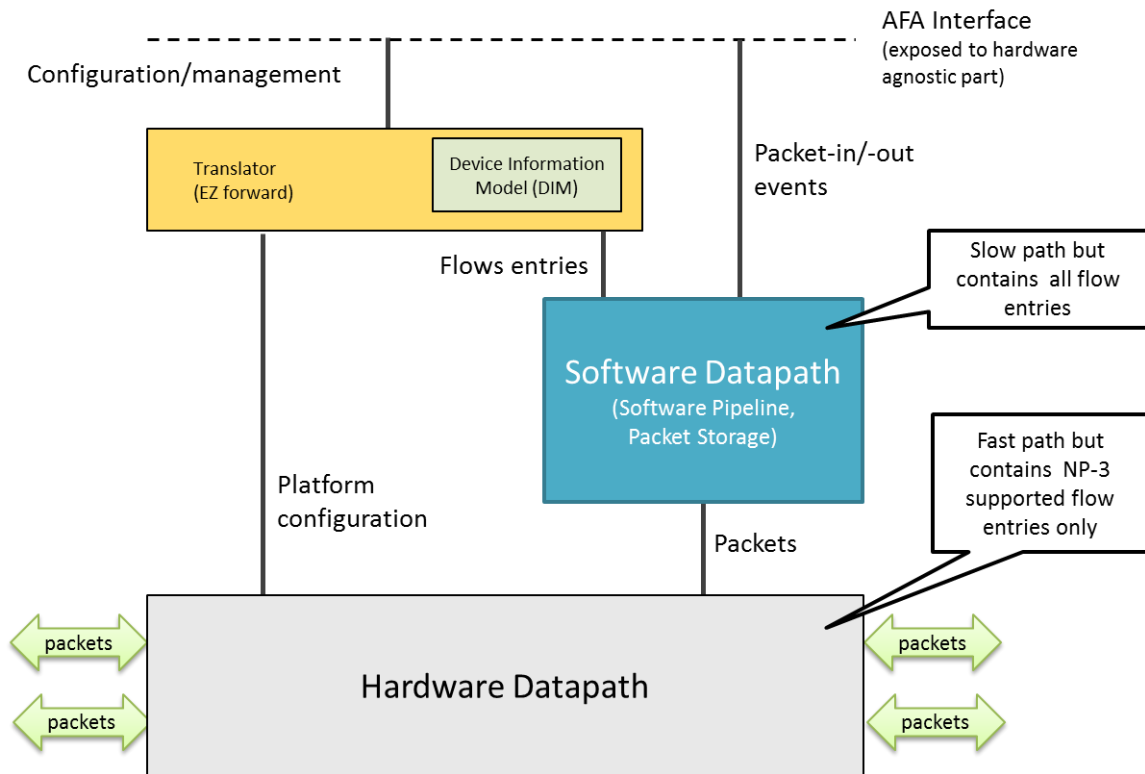 AFA Interface
(exposed to hardware
agnostic part)
Configuration/management
Translator
(EZ forward)
Device Information
Model (DIM)
Packet-in/-out
events
Flows entries
Slow path but
contains all flow
entries
Software Datapath
(Software Pipeline,
Packet Storage)
Fast path but
contains NP-3
supported flow
entries only
Platform
configuration
Packets
packets
packets
Hardware Datapath
packets
packets